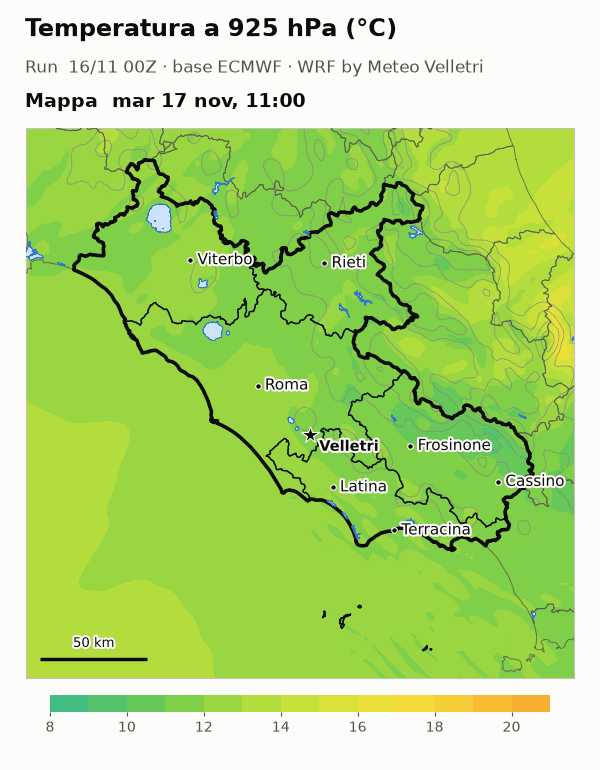 Temperatura a 925 hPa (°C)
Run  16/11 00Z · base ECMWF · WRF by Meteo Velletri
Mappa  mar 17 nov, 11:00
Viterbo
Rieti
Roma
Velletri
Frosinone
Latina
Cassino
Terracina
50 km
8 10 12 14 16 18 20